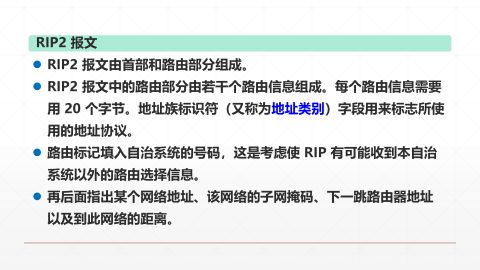 RIP2 报文
RIP2 报文由首部和路由部分组成。
RIP2 报文中的路由部分由若干个路由信息组成。每个路由信息需要
用 20 个字节。地址族标识符（又称为地址类别）字段用来标志所使
用的地址协议。
路由标记填入自治系统的号码，这是考虑使 RIP 有可能收到本自治
系统以外的路由选择信息。
再后面指出某个网络地址、该网络的子网掩码、下一跳路由器地址
以及到此网络的距离。